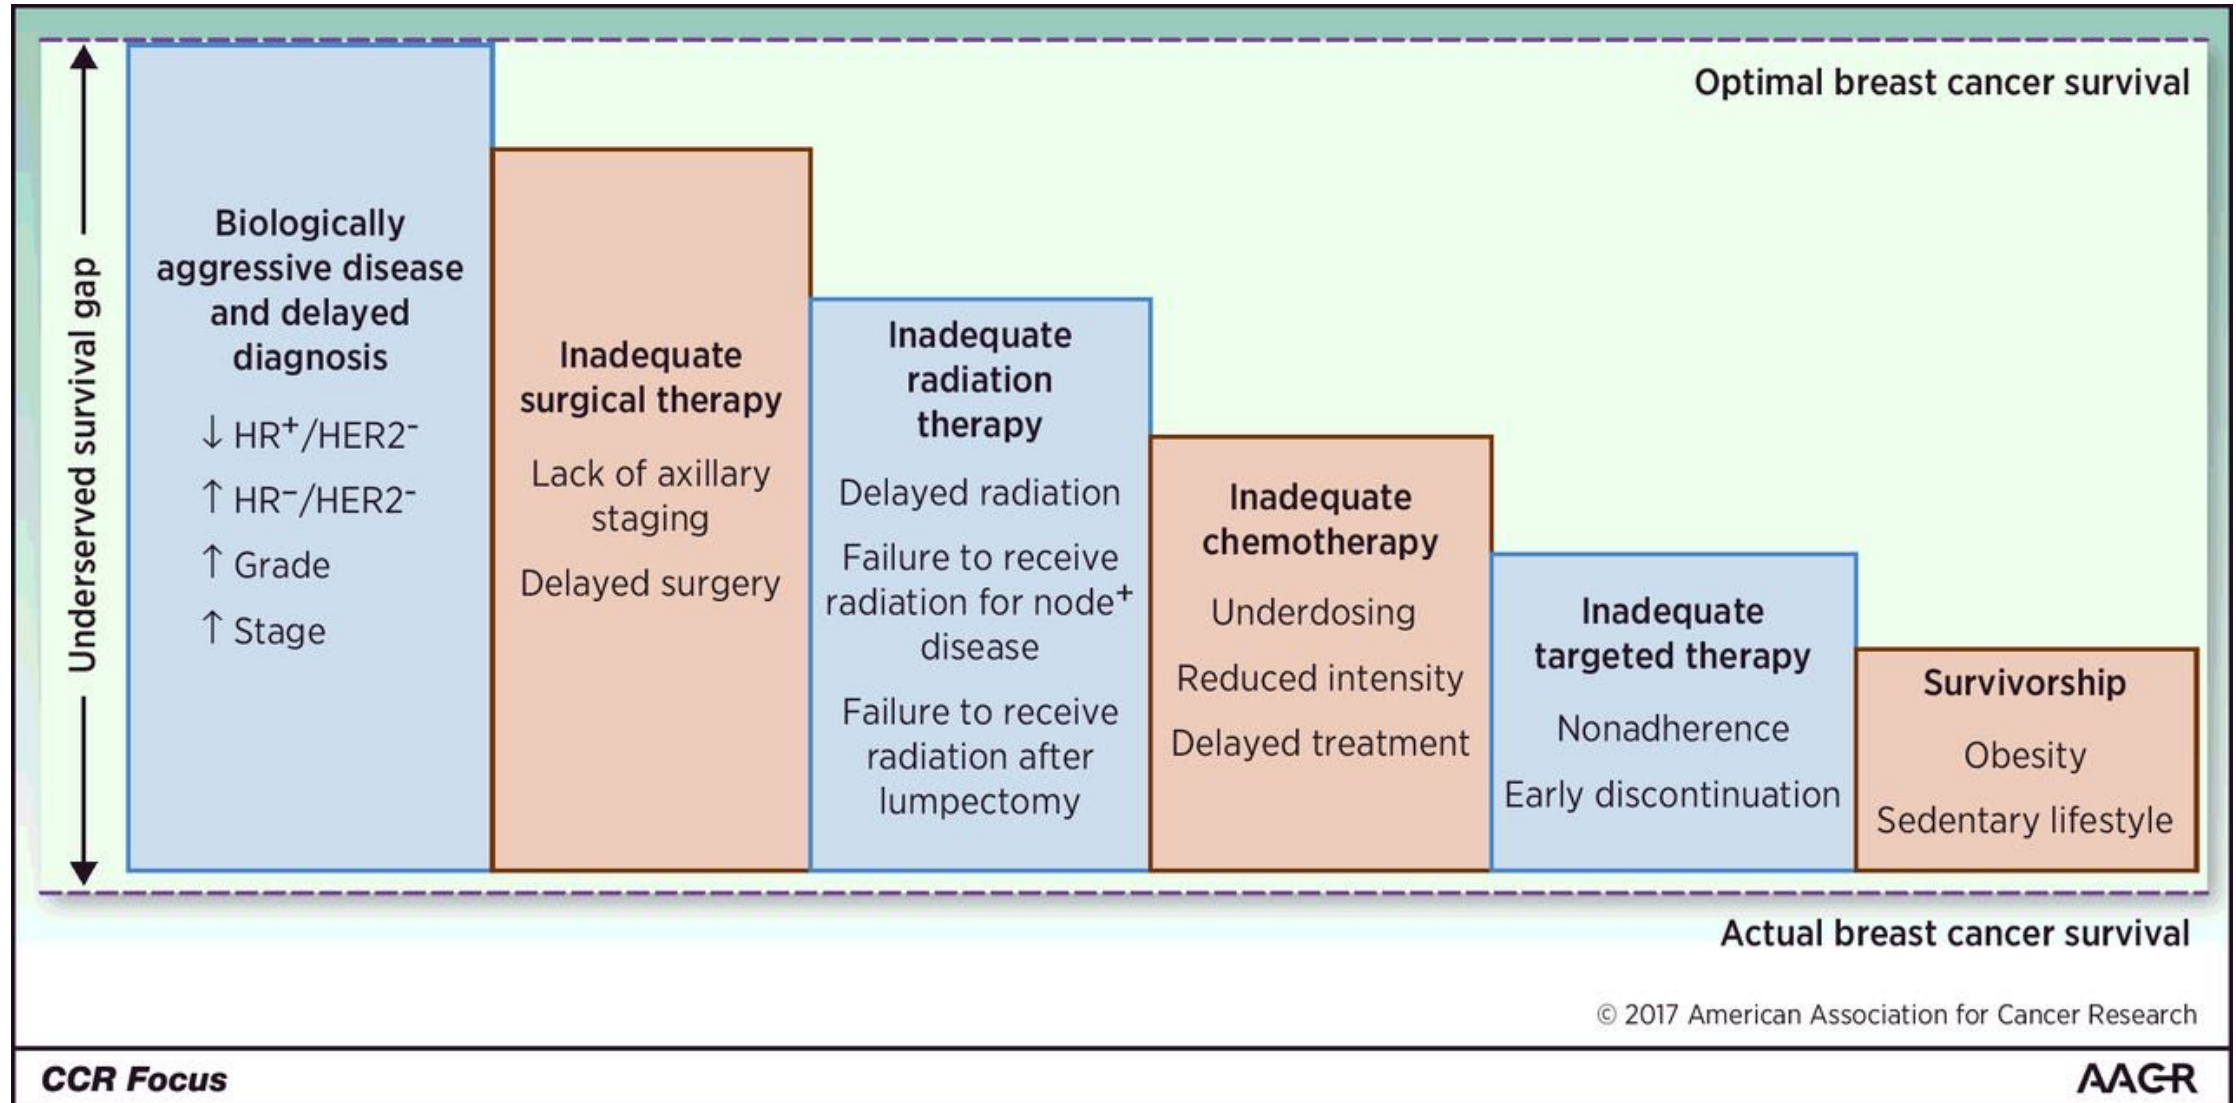 Optimal breast cancer survival
Underserved survival gap
Biologically
aggressive disease
and delayed
diagnosis
↓ HR⁺/HER2⁻
↑ HR⁻/HER2⁻
↑ Grade
↑ Stage
Inadequate
surgical therapy
Lack of axillary
staging
Delayed surgery
Inadequate
radiation
therapy
Delayed radiation
Failure to receive
radiation for node⁺
disease
Failure to receive
radiation after
lumpectomy
Inadequate
chemotherapy
Underdosing
Reduced intensity
Delayed treatment
Inadequate
targeted therapy
Nonadherence
Early discontinuation
Survivorship
Obesity
Sedentary lifestyle
Actual breast cancer survival
© 2017 American Association for Cancer Research
CCR Focus
AACR